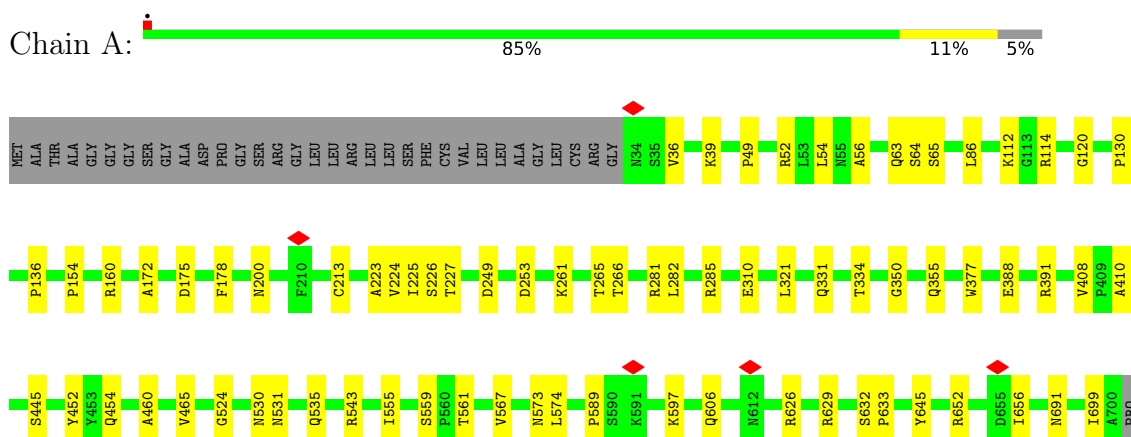 Chain A:
85% 11% 5%
MET ALA THR ALA GLY GLY GLY SER GLY ALA ASP PRO GLY SER ARG GLY LEU LEU ARG LEU LEU SER PHE CYS VAL LEU LEU ALA GLY LEU CYS ARG GLY N34 S35 V36 K39 P49 R52 L53 L54 N55 A56 Q63 S64 S65 L86 K112 G113 R114 G120 P130
P136 P154 R160 A172 D175 F178 N200 F210 C213 A223 V224 I225 S226 T227 D249 D253 K261 T265 T266 R281 L282 R285 E310 L321 Q331 T334 G350 Q355 W377 E388 R391 V408 P409 A410
S445 Y452 Y453 Q454 A460 V465 G524 N530 N531 Q535 R543 I555 S559 P560 T561 V567 N573 L574 P589 S590 K591 K597 Q606 N612 R626 R629 S632 P633 Y645 R652 D655 I656 N691 I699 A700 PRO